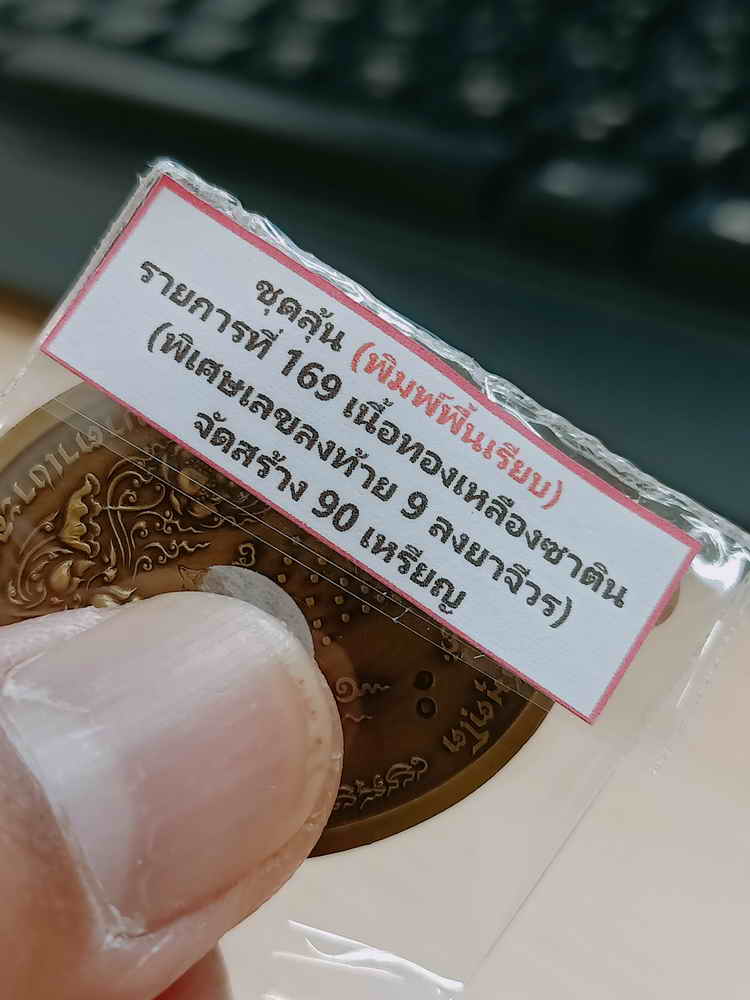 ชุดลุ้น (พิมพ์พื้นเรียบ)
รายการที่ 169 เนื้อทองเหลืองซาติน
(พิเศษเลขลงท้าย 9 ลงยาจีวร)
จัดสร้าง 90 เหรียญ